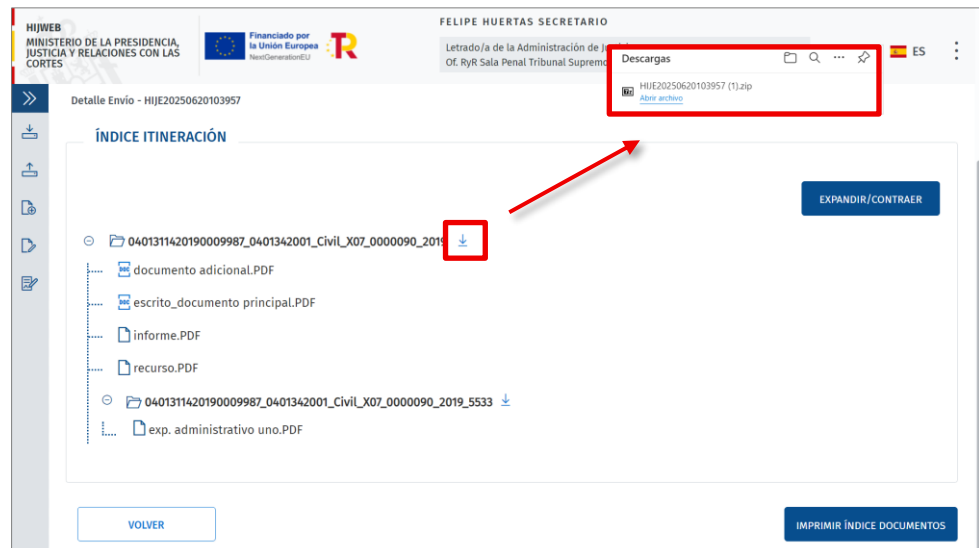 HIJWEB
MINISTERIO DE LA PRESIDENCIA,
JUSTICIA Y RELACIONES CON LAS
CORTES
Financiado por
la Unión Europea
NextGenerationEU
FELIPE HUERTAS SECRETARIO
Letrado/a de la Administración de
Of. RyR Sala Penal Tribunal Supremo
Descargas
HIJE20250620103957 (1).zip
Abrir archivo
ES
Detalle Envío - HIJE20250620103957
ÍNDICE ITINERACIÓN
EXPANDIR/CONTRAER
0401311420190009987_0401342001_Civil_X07_0000090_2019
documento adicional.PDF
escrito_documento principal.PDF
informe.PDF
recurso.PDF
0401311420190009987_0401342001_Civil_X07_0000090_2019_5533
exp. administrativo uno.PDF
VOLVER
IMPRIMIR ÍNDICE DOCUMENTOS